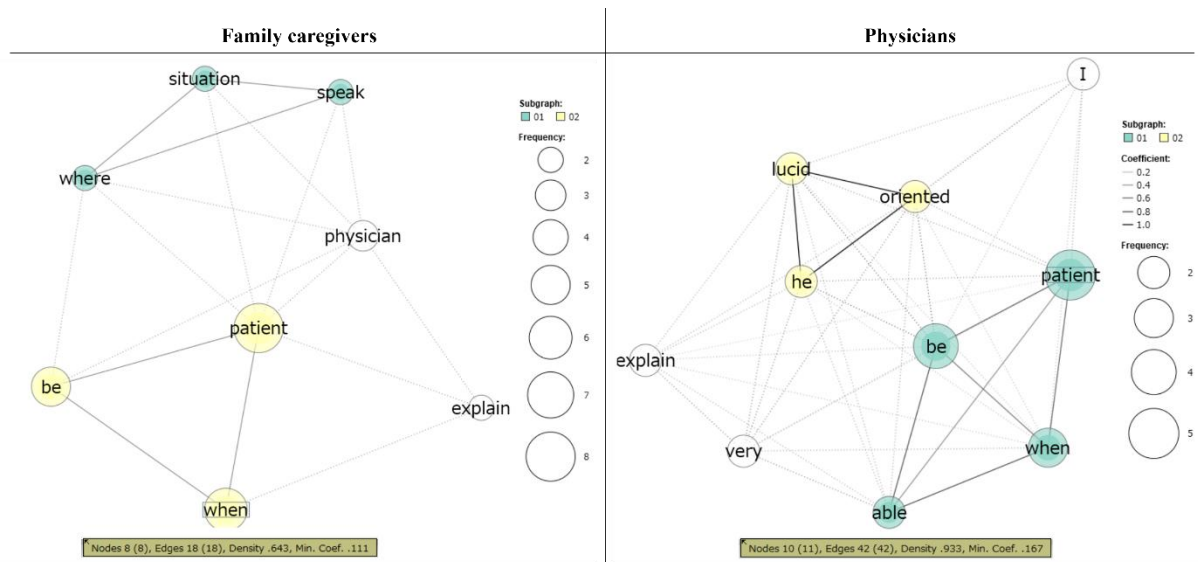 Family caregivers
situation
speak
where
physician
patient
be
explain
when
Subgraph:
01 02
Frequency:
2
3
4
5
6
7
8
Nodes 8 (8), Edges 18 (18), Density .643, Min. Coef. .111
Physicians
I
lucid
oriented
he
patient
be
explain
very
when
able
Subgraph:
01 02
Coefficient:
0.2
0.4
0.6
0.8
1.0
Frequency:
2
3
4
5
Nodes 10 (11), Edges 42 (42), Density .933, Min. Coef. .167